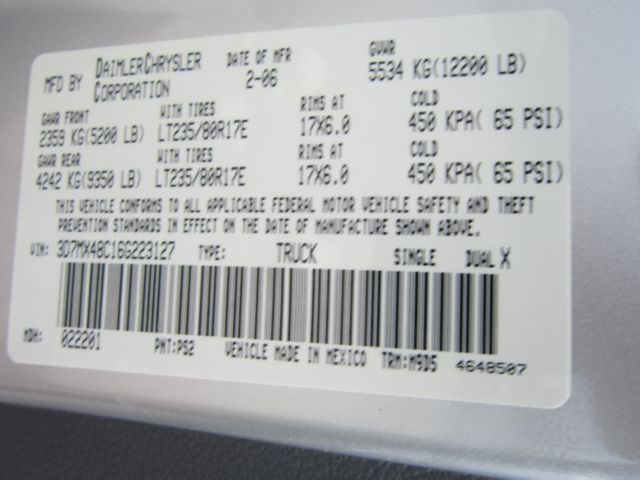 MFD BY DAIMLERCHRYSLER CORPORATION DATE OF MFR 2-06 GVWR 5534 KG(12200 LB)
GAWR FRONT WITH TIRES RIMS AT COLD
2359 KG(5200 LB) LT235/80R17E 17X6.0 450 KPA( 65 PSI)
GAWR REAR WITH TIRES RIMS AT COLD
4242 KG(9350 LB) LT235/80R17E 17X6.0 450 KPA( 65 PSI)
THIS VEHICLE CONFORMS TO ALL APPLICABLE FEDERAL MOTOR VEHICLE SAFETY AND THEFT
PREVENTION STANDARDS IN EFFECT ON THE DATE OF MANUFACTURE SHOWN ABOVE.
VIN: 3D7MX48C16G223127 TYPE: TRUCK SINGLE DUAL X
MDH: 022201 PNT:PS2 VEHICLE MADE IN MEXICO TRM:M9D5 4648507